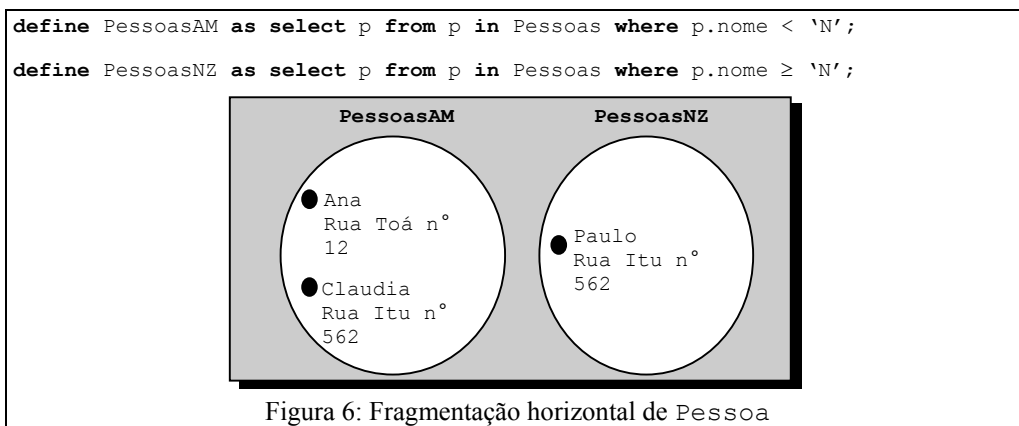 define PessoasAM as select p from p in Pessoas where p.nome < ‘N’;
define PessoasNZ as select p from p in Pessoas where p.nome ≥ ‘N’;
PessoasAM
PessoasNZ
Ana
Rua Toá n°
12
Claudia
Rua Itu n°
562
Paulo
Rua Itu n°
562
Figura 6: Fragmentação horizontal de Pessoa